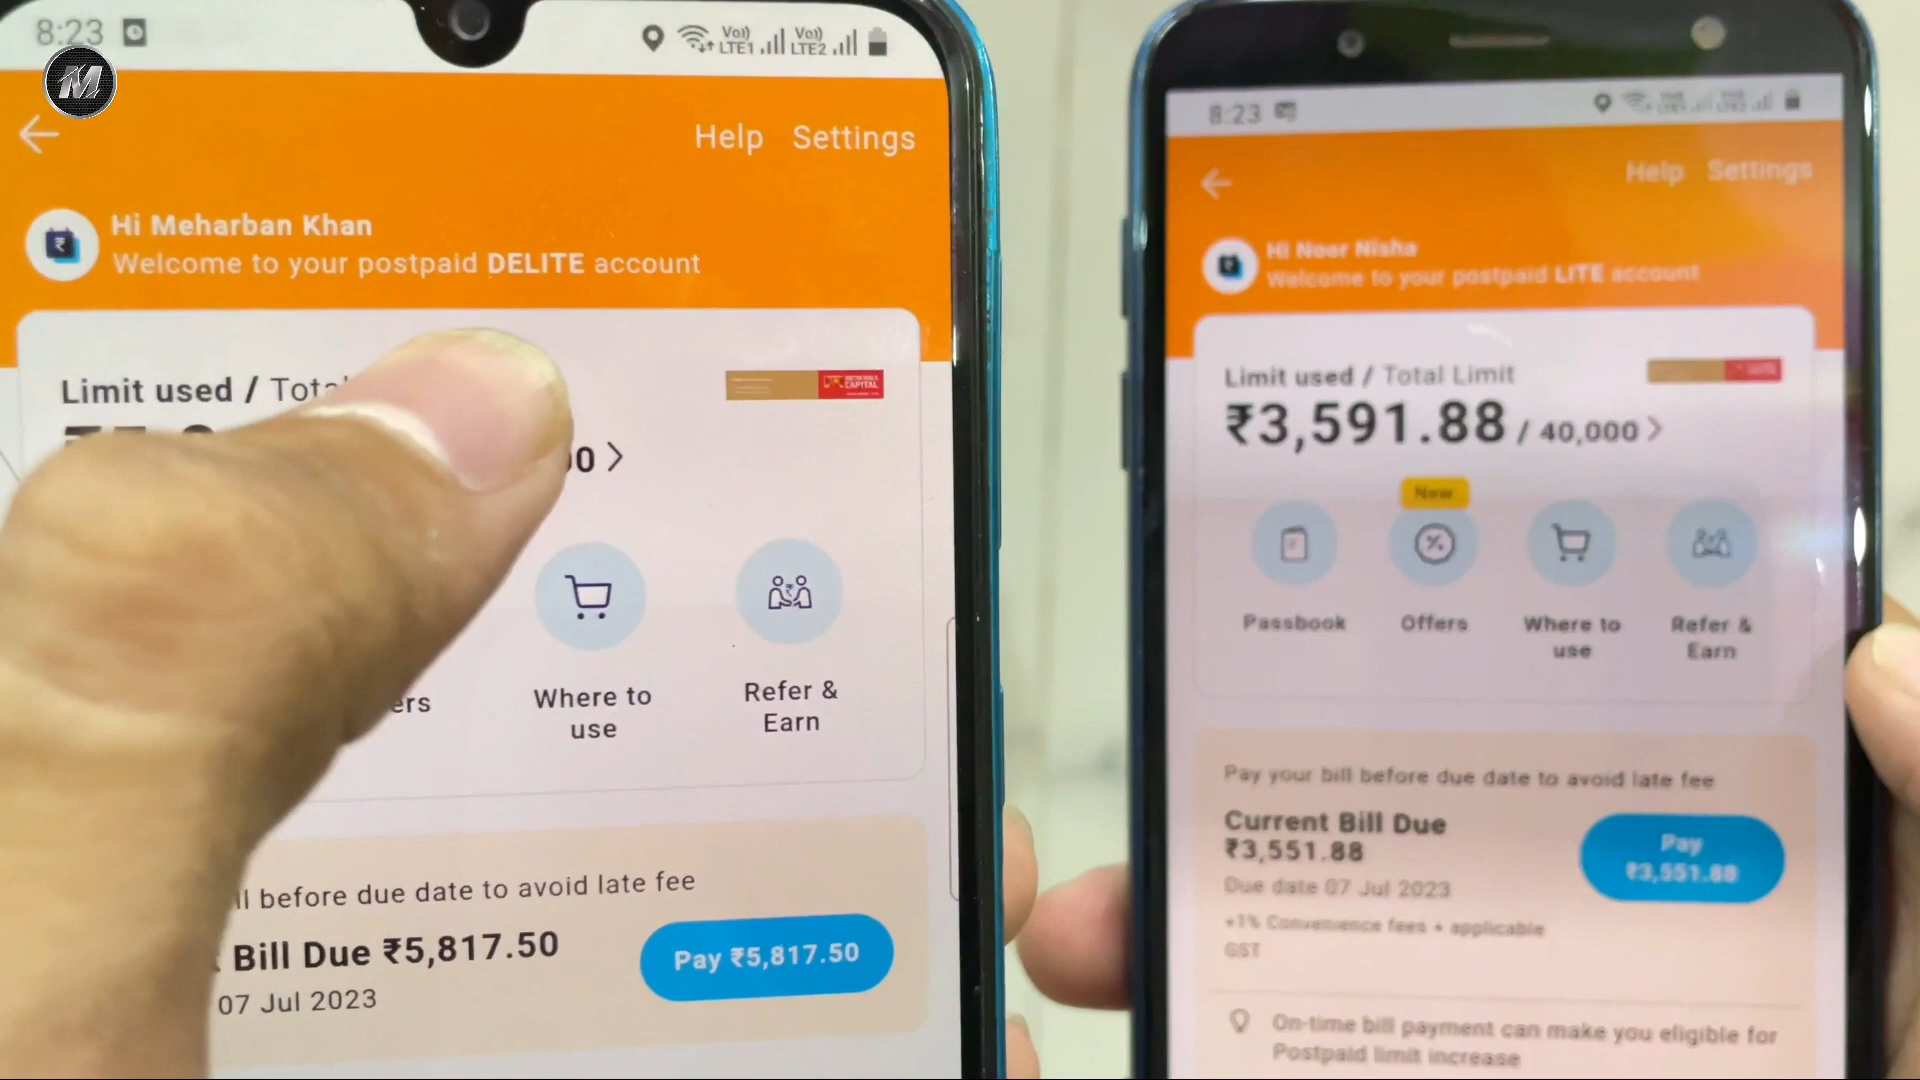 8:23
Vo) LTE1 Vo) LTE2
M
Help Settings
Hi Meharban Khan
Welcome to your postpaid DELITE account
Limit used /
CAPITAL
Where to
use
Refer &
Earn
before due date to avoid late fee
Bill Due ₹5,817.50
07 Jul 2023
Pay ₹5,817.50
8:23
Help Settings
Hi Noor Nisha
Welcome to your postpaid LITE account
Limit used / Total Limit
₹3,591.88 / 40,000 >
New
Passbook
Offers
Where to
use
Refer &
Earn
Pay your bill before due date to avoid late fee
Current Bill Due
₹3,551.88
Due date 07 Jul 2023
Pay
₹3,551.88
+1% Convenience fees + applicable
GST
On-time bill payment can make you eligible for
Postpaid limit increase